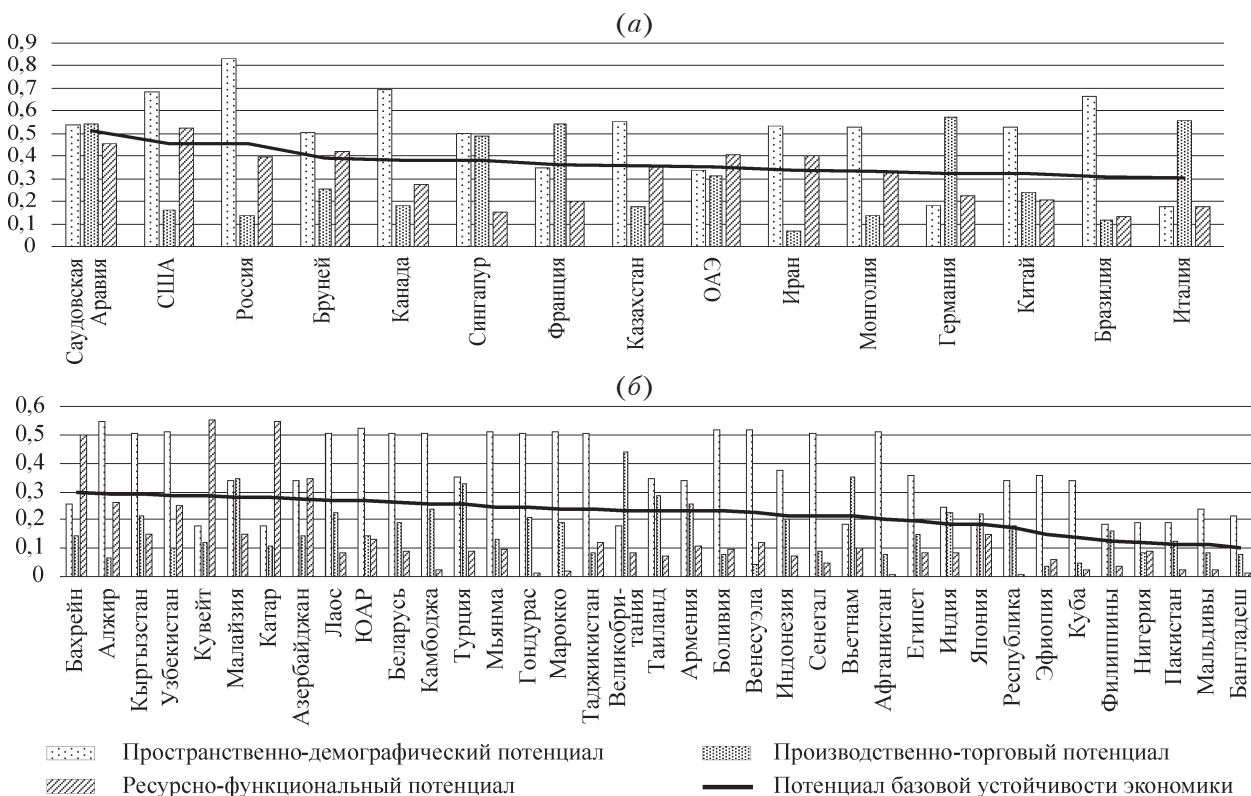 (а)
0,9
0,8
0,7
0,6
0,5
0,4
0,3
0,2
0,1
0
Саудовская
Аравия
США
Россия
Бруней
Канада
Сингапур
Франция
Казахстан
ОАЭ
Иран
Монголия
Германия
Китай
Бразилия
Италия
(б)
0,6
0,5
0,4
0,3
0,2
0,1
0
Бахрейн
Алжир
Кыргызстан
Узбекистан
Кувейт
Малайзия
Катар
Азербайджан
Лаос
ЮАР
Беларусь
Камбоджа
Турция
Мьянма
Гондурас
Марокко
Таджикистан
Великобри-
тания
Таиланд
Армения
Боливия
Венесуэла
Индонезия
Сенегал
Вьетнам
Афганистан
Египет
Индия
Япония
Республика
Эфиопия
Куба
Филиппины
Нигерия
Пакистан
Мальдивы
Бангладеш
Пространственно-демографический потенциал
Производственно-торговый потенциал
Ресурсно-функциональный потенциал
Потенциал базовой устойчивости экономики